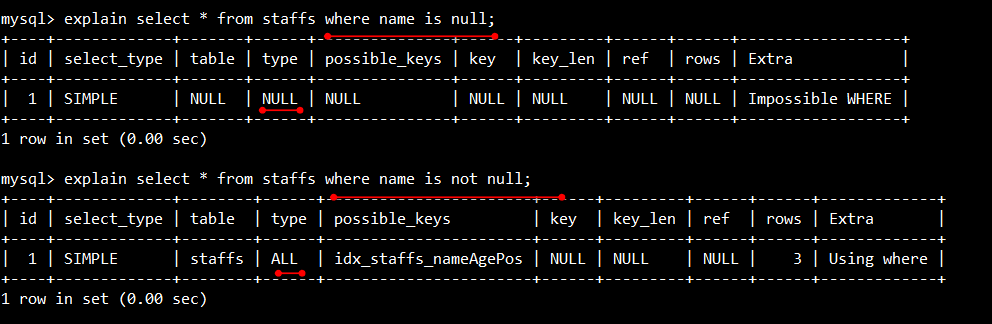 mysql> explain select * from staffs where name is null;
+----+-------------+-------+------+---------------+------+---------+------+------+------------------+
| id | select_type | table | type | possible_keys | key  | key_len | ref  | rows | Extra            |
+----+-------------+-------+------+---------------+------+---------+------+------+------------------+
|  1 | SIMPLE      | NULL  | NULL | NULL          | NULL | NULL    | NULL | NULL | Impossible WHERE |
+----+-------------+-------+------+---------------+------+---------+------+------+------------------+
1 row in set (0.00 sec)
mysql> explain select * from staffs where name is not null;
+----+-------------+--------+------+-----------------------+------+---------+------+------+-------------+
| id | select_type | table  | type | possible_keys         | key  | key_len | ref  | rows | Extra       |
+----+-------------+--------+------+-----------------------+------+---------+------+------+-------------+
|  1 | SIMPLE      | staffs | ALL  | idx_staffs_nameAgePos | NULL | NULL    | NULL |    3 | Using where |
+----+-------------+--------+------+-----------------------+------+---------+------+------+-------------+
1 row in set (0.00 sec)